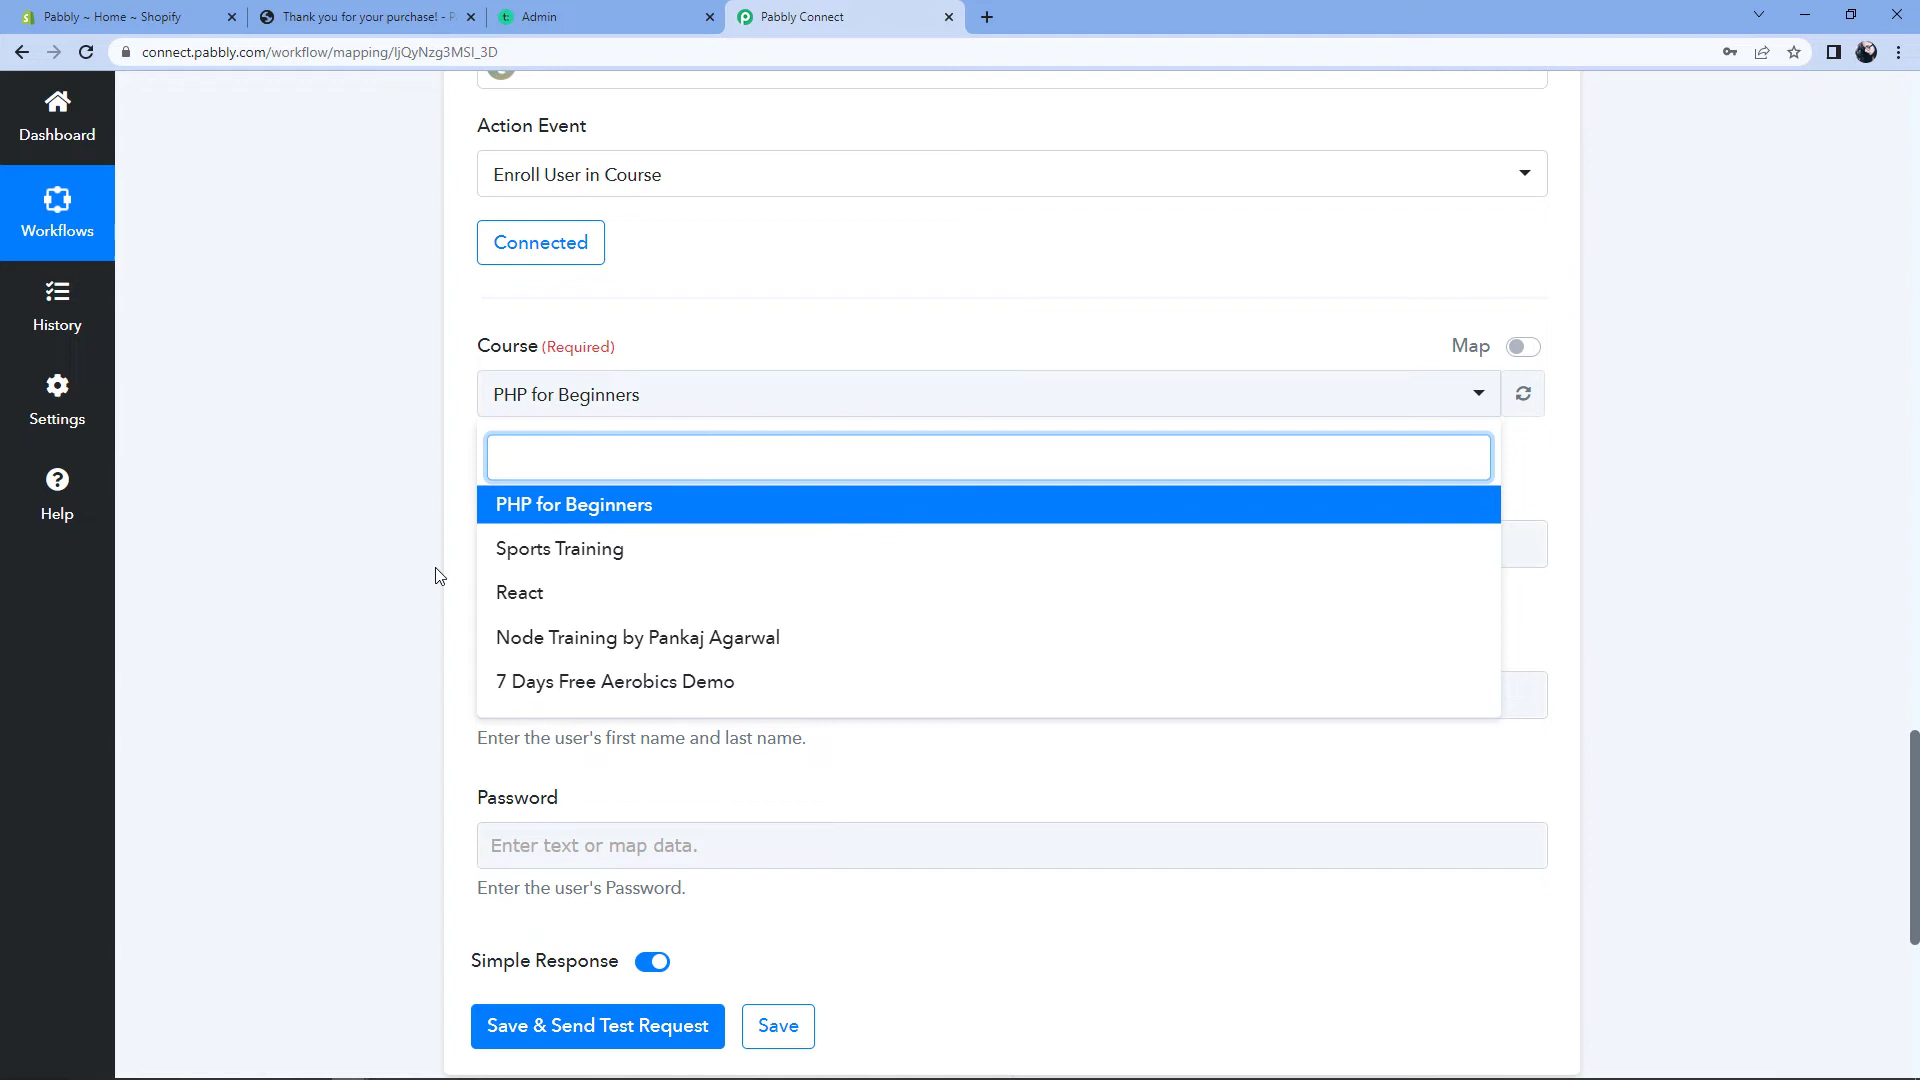 Pabbly ~ Home ~ Shopify
Thank you for your purchase! - P
Admin
Pabbly Connect
connect.pabbly.com/workflow/mapping/IjQyNzg3MSI_3D
Dashboard
Workflows
History
Settings
Help
Action Event
Enroll User in Course
Connected
Course (Required)
Map
PHP for Beginners
PHP for Beginners
Sports Training
React
Node Training by Pankaj Agarwal
7 Days Free Aerobics Demo
Enter the user's first name and last name.
Password
Enter text or map data.
Enter the user's Password.
Simple Response
Save & Send Test Request
Save